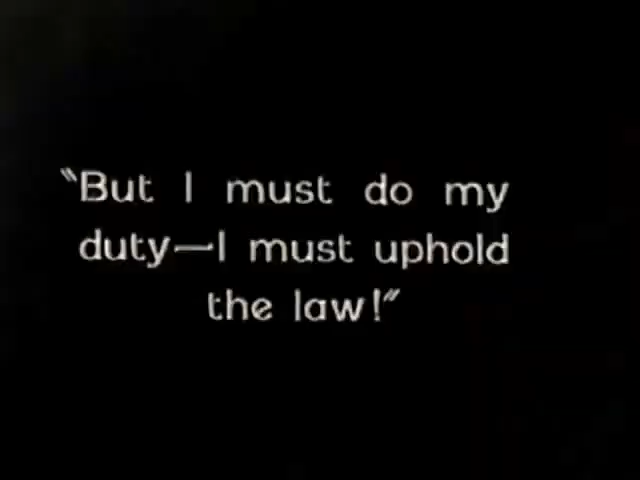 "But I must do my
duty—I must uphold
the law!"